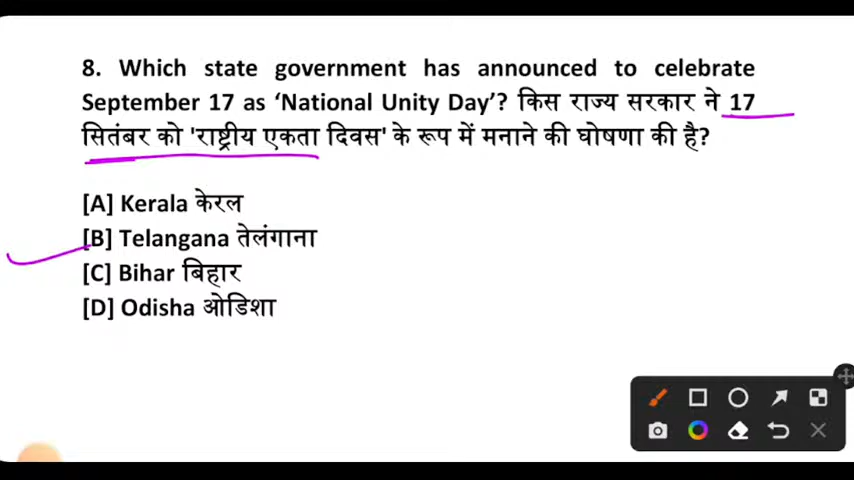 8. Which state government has announced to celebrate
September 17 as ‘National Unity Day’? किस राज्य सरकार ने 17
सितंबर को 'राष्ट्रीय एकता दिवस' के रूप में मनाने की घोषणा की है?
[A] Kerala केरल
[B] Telangana तेलंगाना
[C] Bihar बिहार
[D] Odisha ओडिशा